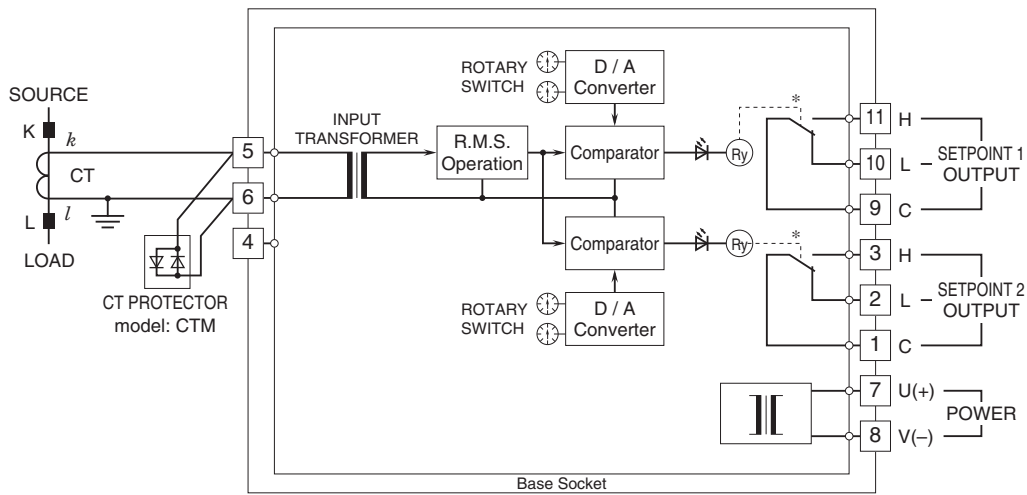 SOURCE
K
k
CT
L
l
LOAD
CT PROTECTOR
model: CTM
5
6
4
INPUT
TRANSFORMER
R.M.S.
Operation
ROTARY
SWITCH
D / A
Converter
Comparator
Ry
*
Comparator
Ry
*
ROTARY
SWITCH
D / A
Converter
11 H
10 L
9 C
SETPOINT 1
OUTPUT
3 H
2 L
1 C
SETPOINT 2
OUTPUT
7 U(+)
8 V(–)
POWER
Base Socket